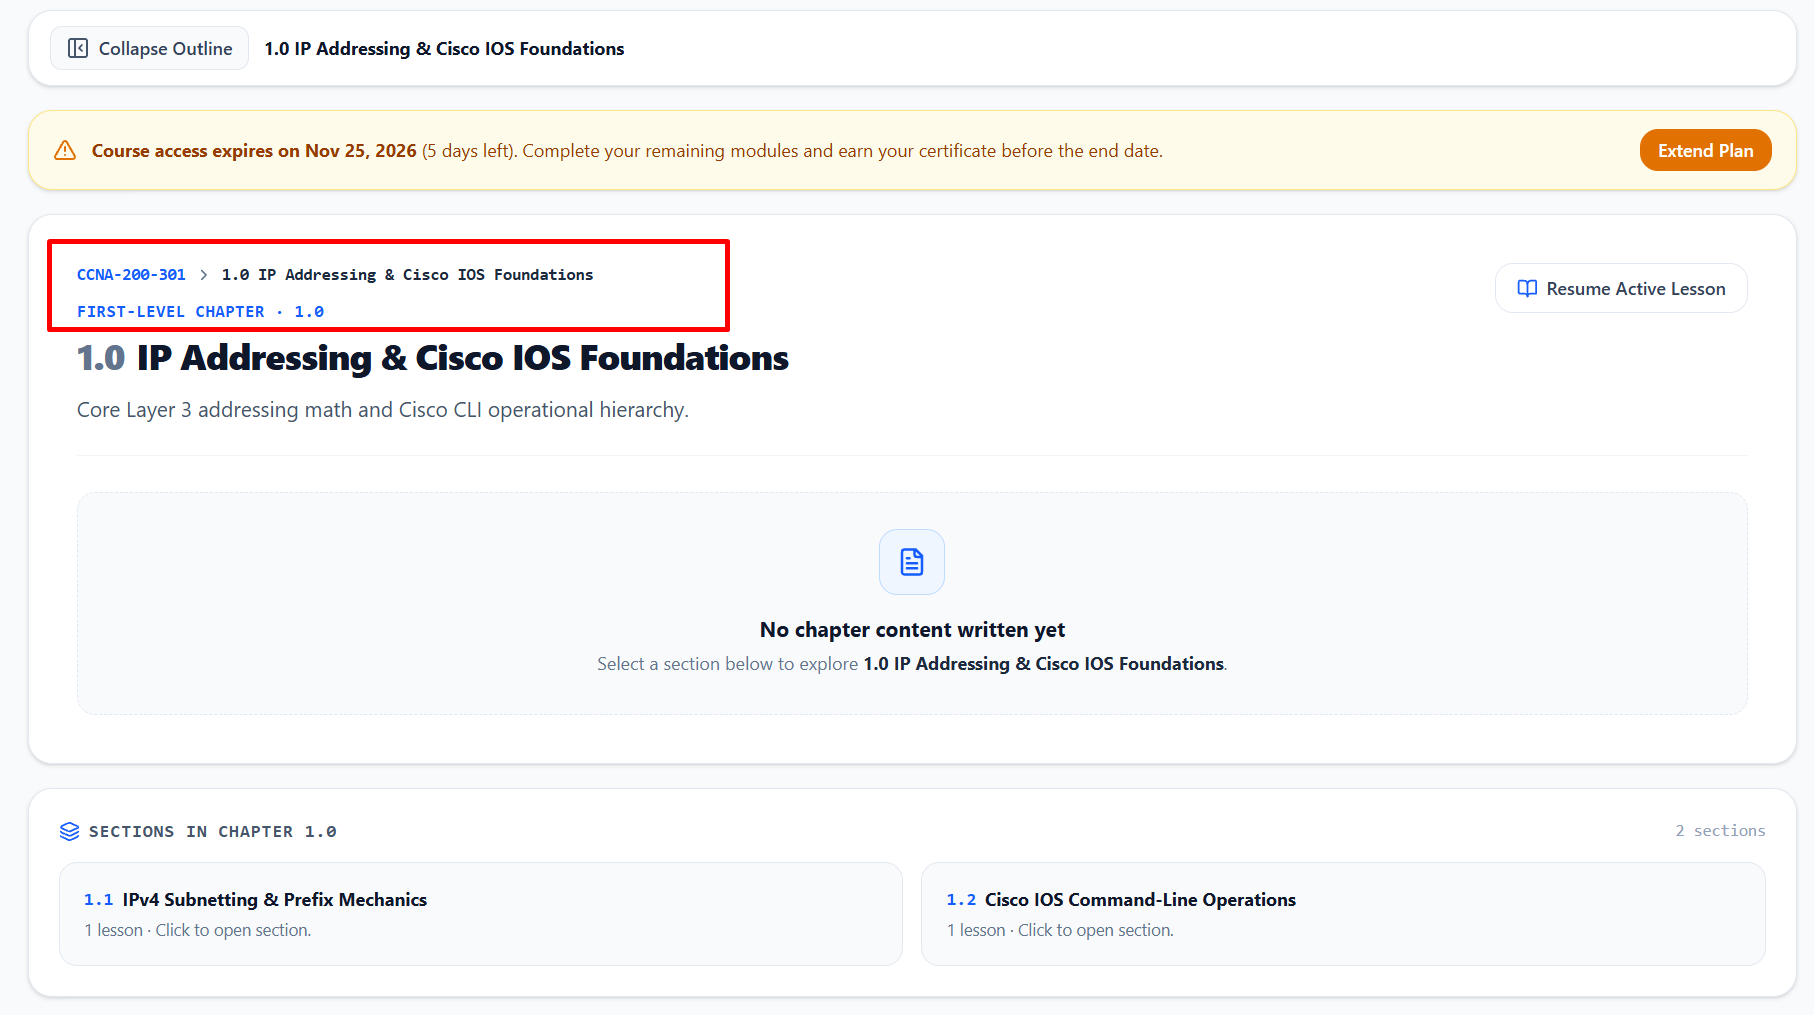 Collapse Outline 1.0 IP Addressing & Cisco IOS Foundations
Course access expires on Nov 25, 2026 (5 days left). Complete your remaining modules and earn your certificate before the end date. Extend Plan
CCNA-200-301 > 1.0 IP Addressing & Cisco IOS Foundations
Resume Active Lesson
FIRST-LEVEL CHAPTER · 1.0
1.0 IP Addressing & Cisco IOS Foundations
Core Layer 3 addressing math and Cisco CLI operational hierarchy.
No chapter content written yet
Select a section below to explore 1.0 IP Addressing & Cisco IOS Foundations.
SECTIONS IN CHAPTER 1.0 2 sections
1.1 IPv4 Subnetting & Prefix Mechanics
1 lesson · Click to open section.
1.2 Cisco IOS Command-Line Operations
1 lesson · Click to open section.